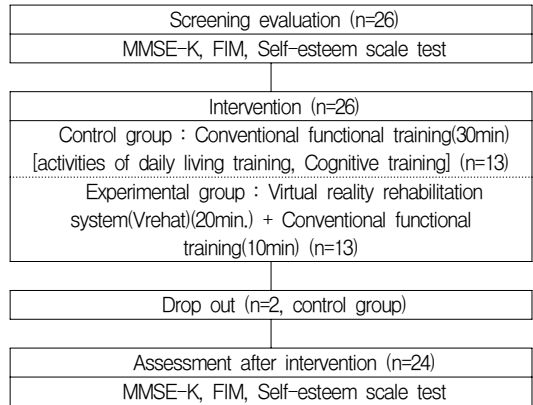 Screening evaluation (n=26)
MMSE-K, FIM, Self-esteem scale test
Intervention (n=26)
Control group : Conventional functional training(30min)
[activities of daily living training, Cognitive training] (n=13)
Experimental group : Virtual reality rehabilitation
system(Vrehat)(20min.) + Conventional functional
training(10min) (n=13)
Drop out (n=2, control group)
Assessment after intervention (n=24)
MMSE-K, FIM, Self-esteem scale test